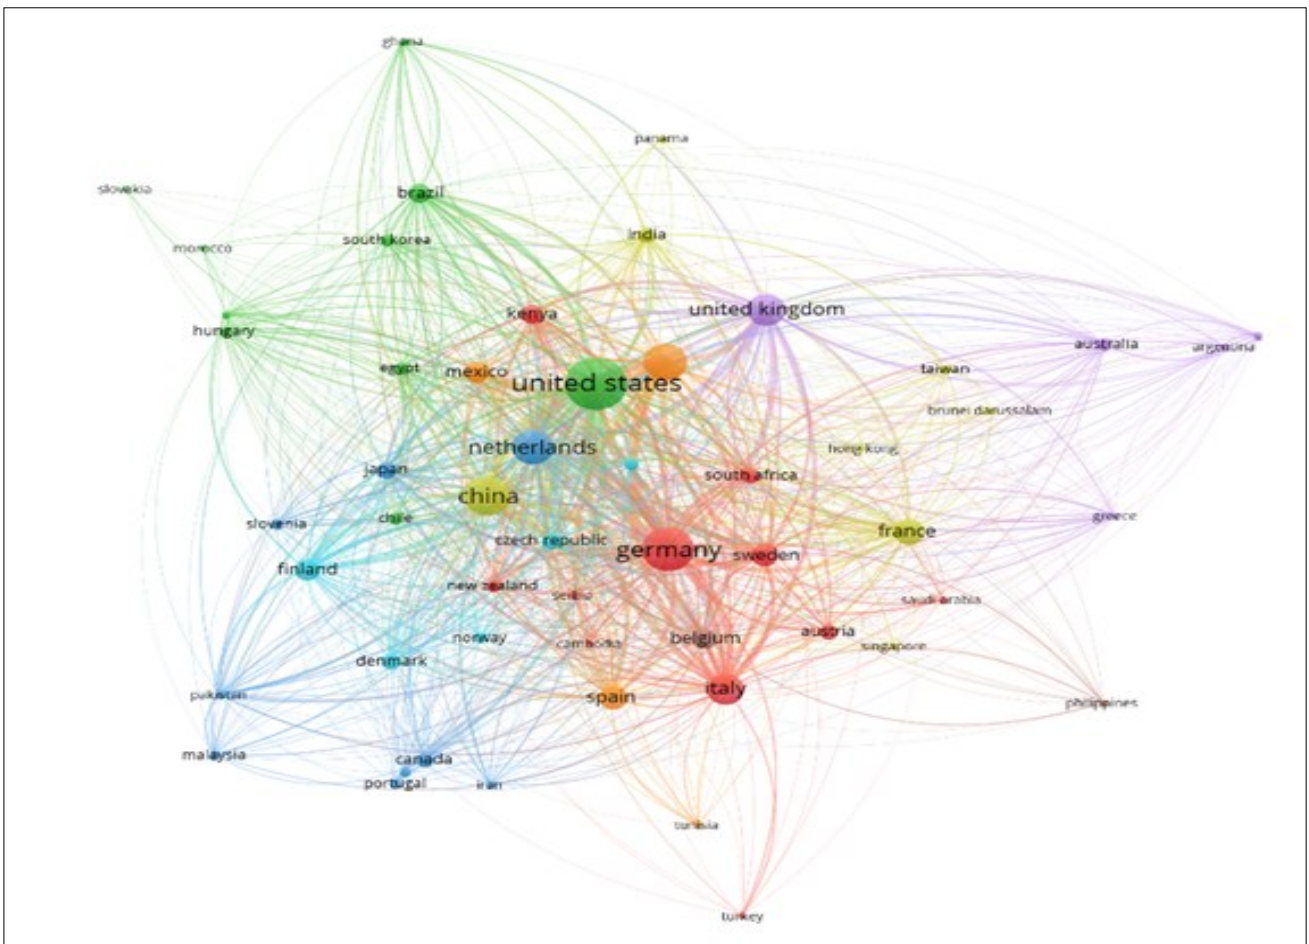 ghana
panama
slovakia
brazil
india
south korea
morocco
united kingdom
kenya
hungary
australia
argentina
egypt
mexico
taiwan
united states
brunei darussalam
netherlands
hong kong
japan
south africa
china
chile
slovenia
greece
france
czech republic
germany
sweden
finland
new zealand
serbia
saudi arabia
austria
norway
belgium
cambodia
singapore
denmark
italy
pakistan
spain
philippines
malaysia
canada
portugal
iran
tunisia
turkey